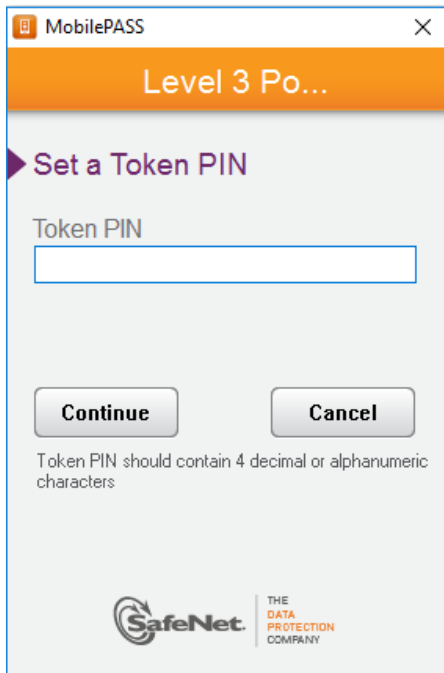 MobilePASS
Level 3 Po...
Set a Token PIN
Token PIN
Continue
Cancel
Token PIN should contain 4 decimal or alphanumeric
characters
SafeNet.
THE
DATA
PROTECTION
COMPANY